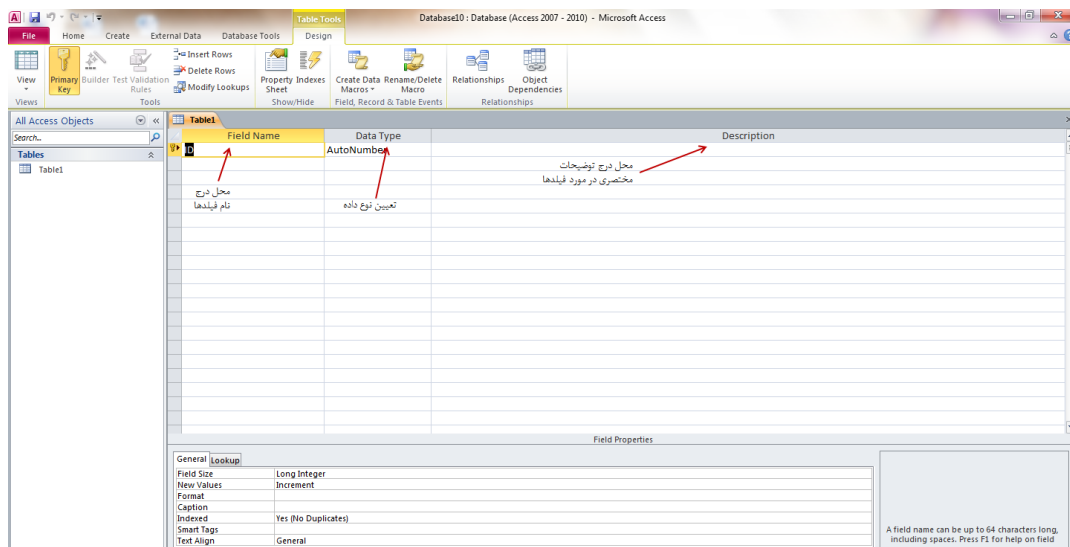 Table Tools
Database10 : Database (Access 2007 - 2010) - Microsoft Access
File Home Create External Data Database Tools Design
View
Views
Primary Key
Builder
Test Validation Rules
Insert Rows
Delete Rows
Modify Lookups
Tools
Property Sheet
Indexes
Show/Hide
Create Data Macros
Rename/Delete Macro
Field, Record & Table Events
Relationships
Object Dependencies
Relationships
All Access Objects
Search...
Tables
Table1
Table1
Field Name Data Type Description
ID AutoNumber
محل درج توضیحات
مختصری در مورد فیلدها
محل درج
نام فیلدها
تعیین نوع داده
Field Properties
General Lookup
Field Size Long Integer
New Values Increment
Format
Caption
Indexed Yes (No Duplicates)
Smart Tags
Text Align General
A field name can be up to 64 characters long,
including spaces. Press F1 for help on field